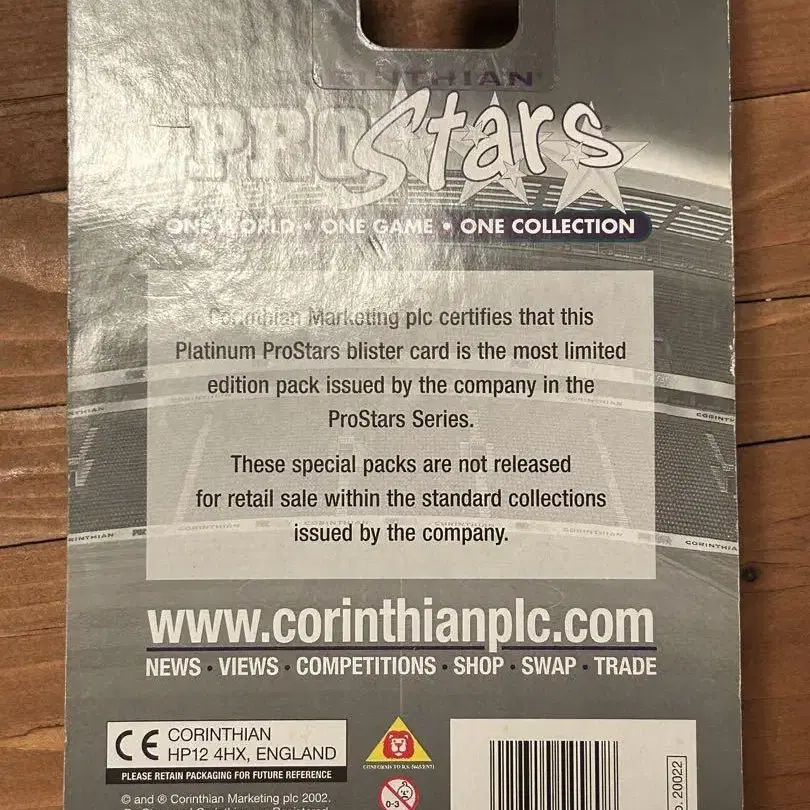 CORINTHIAN
PROStars
ONE WORLD • ONE GAME • ONE COLLECTION
Corinthian Marketing plc certifies that this
Platinum ProStars blister card is the most limited
edition pack issued by the company in the
ProStars Series.
These special packs are not released
for retail sale within the standard collections
issued by the company.
www.corinthianplc.com
NEWS • VIEWS • COMPETITIONS • SHOP • SWAP • TRADE
CE CORINTHIAN
HP12 4HX, ENGLAND
PLEASE RETAIN PACKAGING FOR FUTURE REFERENCE
© and ® Corinthian Marketing plc 2002.
0-3
20022